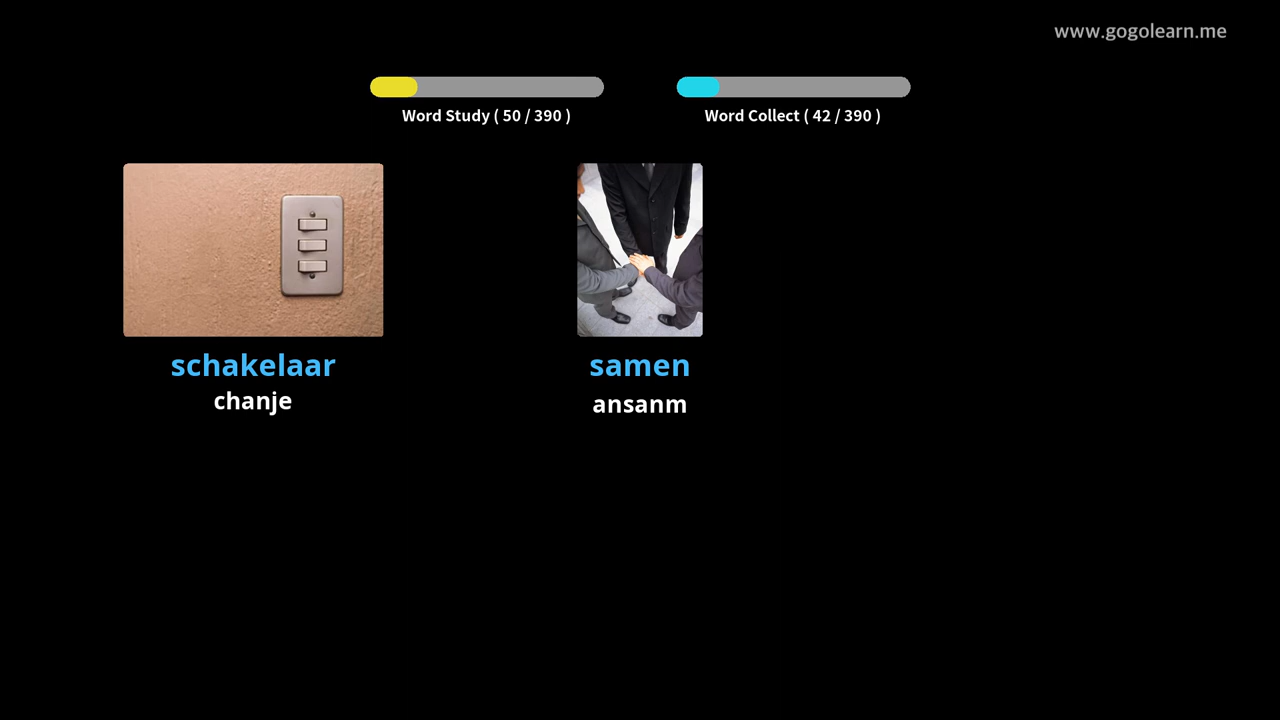 www.gogolearn.me
Word Study ( 50 / 390 )
Word Collect ( 42 / 390 )
schakelaar
chanje
samen
ansanm